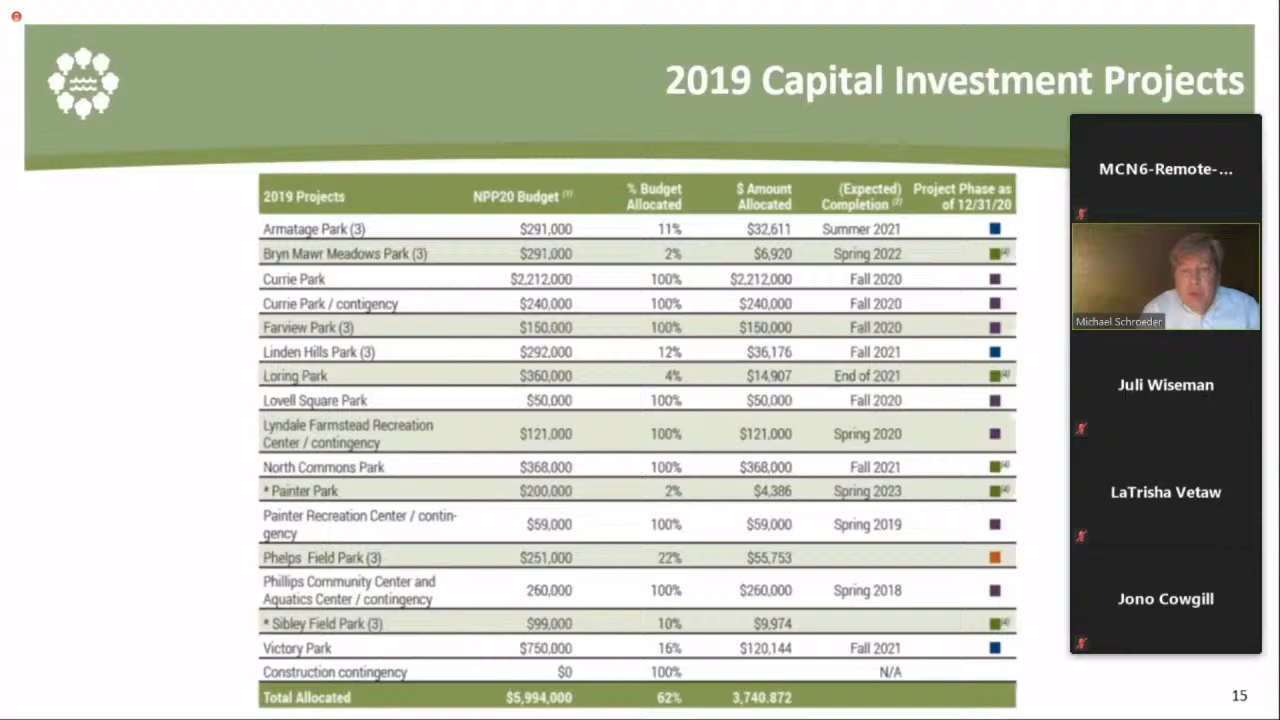 2019 Capital Investment Projects
2019 Projects NPP20 Budget (1) % Budget Allocated $ Amount Allocated (Expected) Completion (2) Project Phase as of 12/31/20
Armatage Park (3) $291,000 11% $32,611 Summer 2021
Bryn Mawr Meadows Park (3) $291,000 2% $6,920 Spring 2022 (4)
Currie Park $2,212,000 100% $2,212,000 Fall 2020
Currie Park / contigency $240,000 100% $240,000 Fall 2020
Farview Park (3) $150,000 100% $150,000 Fall 2020
Linden Hills Park (3) $292,000 12% $36,176 Fall 2021
Loring Park $360,000 4% $14,907 End of 2021 (4)
Lovell Square Park $50,000 100% $50,000 Fall 2020
Lyndale Farmstead Recreation
Center / contingency $121,000 100% $121,000 Spring 2020
North Commons Park $368,000 100% $368,000 Fall 2021 (4)
* Painter Park $200,000 2% $4,386 Spring 2023 (4)
Painter Recreation Center / contin-
gency $59,000 100% $59,000 Spring 2019
Phelps Field Park (3) $251,000 22% $55,753
Phillips Community Center and
Aquatics Center / contingency 260,000 100% $260,000 Spring 2018
* Sibley Field Park (3) $99,000 10% $9,974 (4)
Victory Park $750,000 16% $120,144 Fall 2021
Construction contingency $0 100% N/A
Total Allocated $5,994,000 62% 3,740.872
MCN6-Remote-...
Michael Schroeder
Juli Wiseman
LaTrisha Vetaw
Jono Cowgill
15